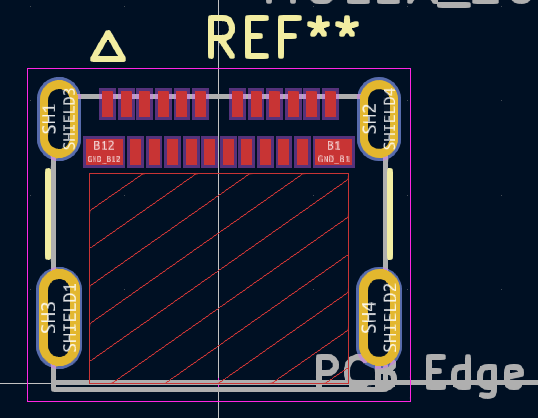 REF**
SH1
SHIELD3
SH2
SHIELD4
B12
GND_B12
B1
GND_B1
SH3
SHIELD1
SH4
SHIELD2
PCB Edge